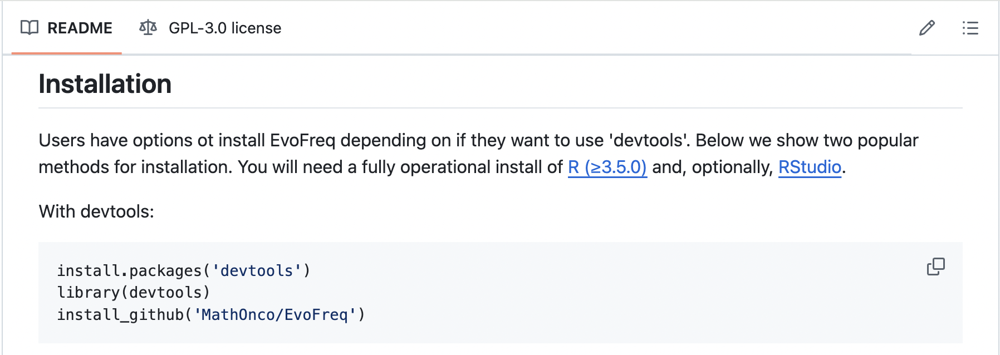 README
GPL-3.0 license
Installation
Users have options ot install EvoFreq depending on if they want to use 'devtools'. Below we show two popular
methods for installation. You will need a fully operational install of R (≥3.5.0) and, optionally, RStudio.
With devtools:
install.packages('devtools')
library(devtools)
install_github('MathOnco/EvoFreq')